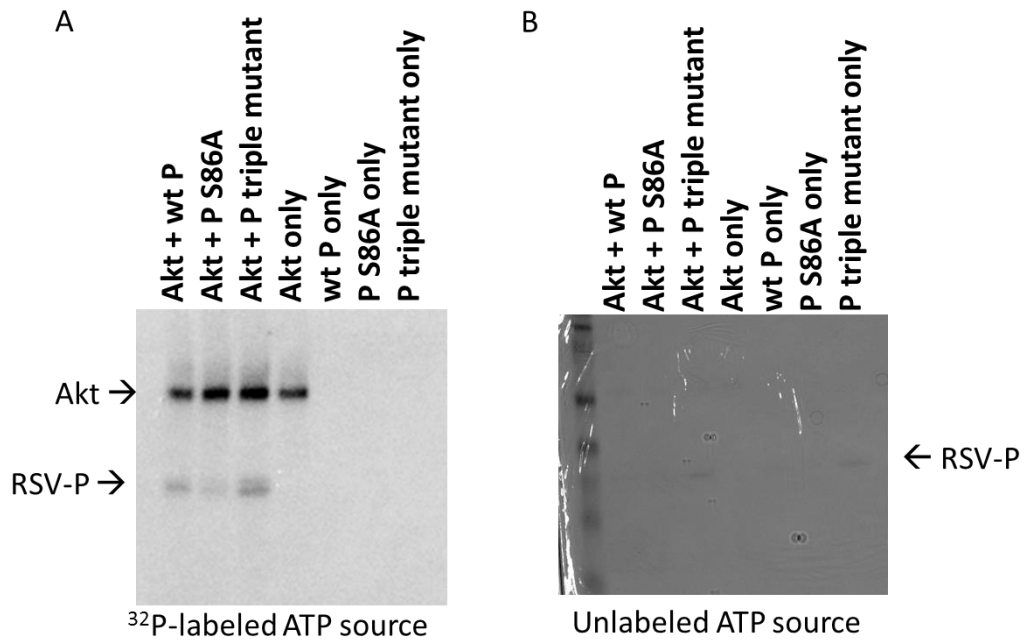 A
B
Akt + wt P
Akt + P S86A
Akt + P triple mutant
Akt only
wt P only
P S86A only
P triple mutant only
Akt + wt P
Akt + P S86A
Akt + P triple mutant
Akt only
wt P only
P S86A only
P triple mutant only
Akt →
RSV-P →
← RSV-P
³²P-labeled ATP source
Unlabeled ATP source